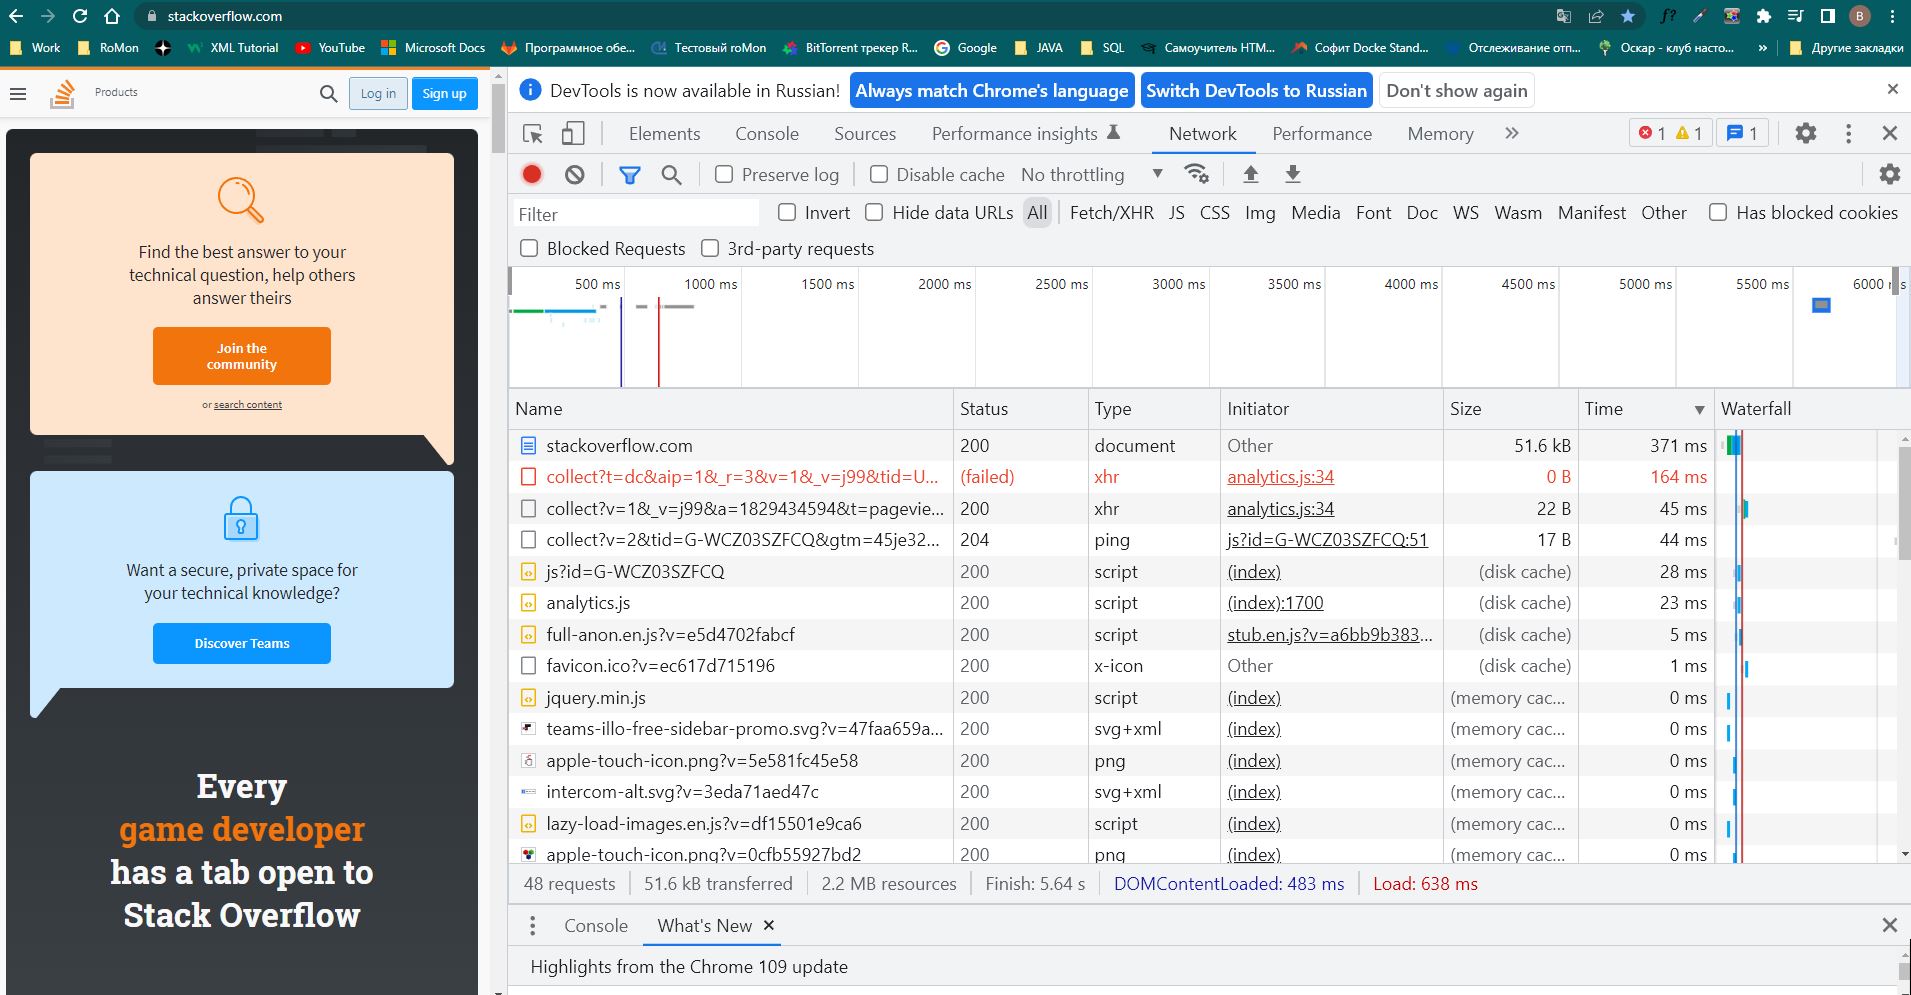 stackoverflow.com
f?
B
Work
RoMon
XML Tutorial
YouTube
Microsoft Docs
Программное обе...
Тестовый roMon
BitTorrent трекер R...
Google
JAVA
SQL
Самоучитель HTM...
Софит Docke Stand...
Отслеживание отп...
Оскар - клуб насто...
»
Другие закладки
Products
Log in
Sign up
Find the best answer to your
technical question, help others
answer theirs
Join the
community
or search content
Want a secure, private space for
your technical knowledge?
Discover Teams
Every
game developer
has a tab open to
Stack Overflow
DevTools is now available in Russian!
Always match Chrome's language
Switch DevTools to Russian
Don't show again
Elements
Console
Sources
Performance insights
Network
Performance
Memory
»
1
1
1
Preserve log
Disable cache
No throttling
Filter
Invert
Hide data URLs
All
Fetch/XHR
JS
CSS
Img
Media
Font
Doc
WS
Wasm
Manifest
Other
Has blocked cookies
Blocked Requests
3rd-party requests
500 ms
1000 ms
1500 ms
2000 ms
2500 ms
3000 ms
3500 ms
4000 ms
4500 ms
5000 ms
5500 ms
6000
Name Status Type Initiator Size Time Waterfall
stackoverflow.com 200 document Other 51.6 kB 371 ms
collect?t=dc&aip=1&_r=3&v=1&_v=j99&tid=U... (failed) xhr analytics.js:34 0 B 164 ms
collect?v=1&_v=j99&a=1829434594&t=pagevie... 200 xhr analytics.js:34 22 B 45 ms
collect?v=2&tid=G-WCZ03SZFCQ&gtm=45je32... 204 ping js?id=G-WCZ03SZFCQ:51 17 B 44 ms
js?id=G-WCZ03SZFCQ 200 script (index) (disk cache) 28 ms
analytics.js 200 script (index):1700 (disk cache) 23 ms
full-anon.en.js?v=e5d4702fabcf 200 script stub.en.js?v=a6bb9b383... (disk cache) 5 ms
favicon.ico?v=ec617d715196 200 x-icon Other (disk cache) 1 ms
jquery.min.js 200 script (index) (memory cac... 0 ms
teams-illo-free-sidebar-promo.svg?v=47faa659a... 200 svg+xml (index) (memory cac... 0 ms
apple-touch-icon.png?v=5e581fc45e58 200 png (index) (memory cac... 0 ms
intercom-alt.svg?v=3eda71aed47c 200 svg+xml (index) (memory cac... 0 ms
lazy-load-images.en.js?v=df15501e9ca6 200 script (index) (memory cac... 0 ms
apple-touch-icon.png?v=0cfb55927bd2 200 png (index) (memory cac... 0 ms
48 requests
51.6 kB transferred
2.2 MB resources
Finish: 5.64 s
DOMContentLoaded: 483 ms
Load: 638 ms
Console
What's New
Highlights from the Chrome 109 update